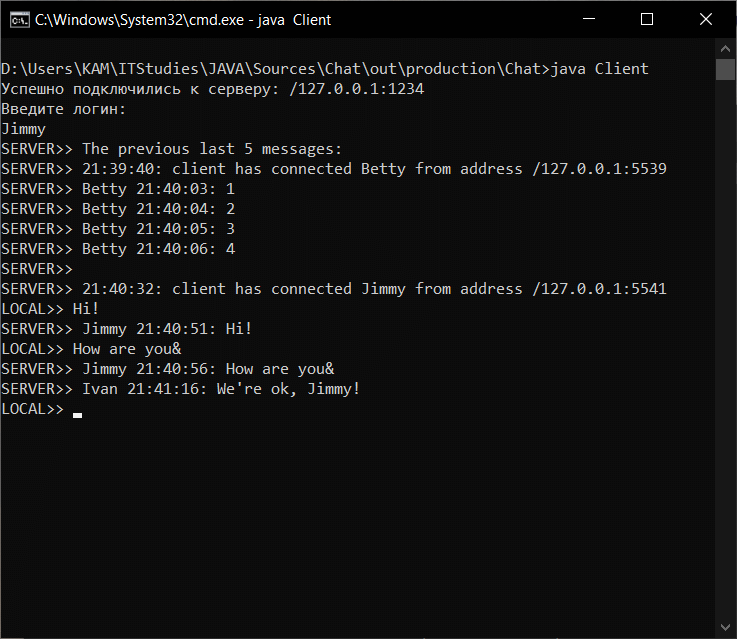 C:\Windows\System32\cmd.exe - java  Client
D:\Users\KAM\ITStudies\JAVA\Sources\Chat\out\production\Chat>java Client
Успешно подключились к серверу: /127.0.0.1:1234
Введите логин:
Jimmy
SERVER>> The previous last 5 messages:
SERVER>> 21:39:40: client has connected Betty from address /127.0.0.1:5539
SERVER>> Betty 21:40:03: 1
SERVER>> Betty 21:40:04: 2
SERVER>> Betty 21:40:05: 3
SERVER>> Betty 21:40:06: 4
SERVER>>
SERVER>> 21:40:32: client has connected Jimmy from address /127.0.0.1:5541
LOCAL>> Hi!
SERVER>> Jimmy 21:40:51: Hi!
LOCAL>> How are you&
SERVER>> Jimmy 21:40:56: How are you&
SERVER>> Ivan 21:41:16: We're ok, Jimmy!
LOCAL>>